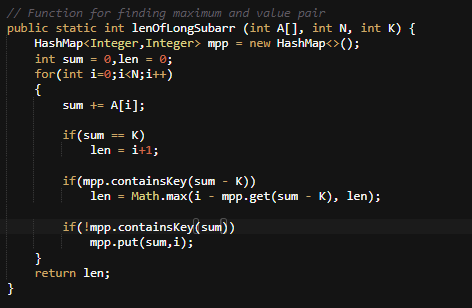 // Function for finding maximum and value pair
public static int lenOfLongSubarr (int A[], int N, int K) {
    HashMap<Integer,Integer> mpp = new HashMap<>();
    int sum = 0,len = 0;
    for(int i=0;i<N;i++)
    {
        sum += A[i];

        if(sum == K)
            len = i+1;

        if(mpp.containsKey(sum - K))
            len = Math.max(i - mpp.get(sum - K), len);

        if(!mpp.containsKey(sum))
            mpp.put(sum,i);
    }
    return len;
}